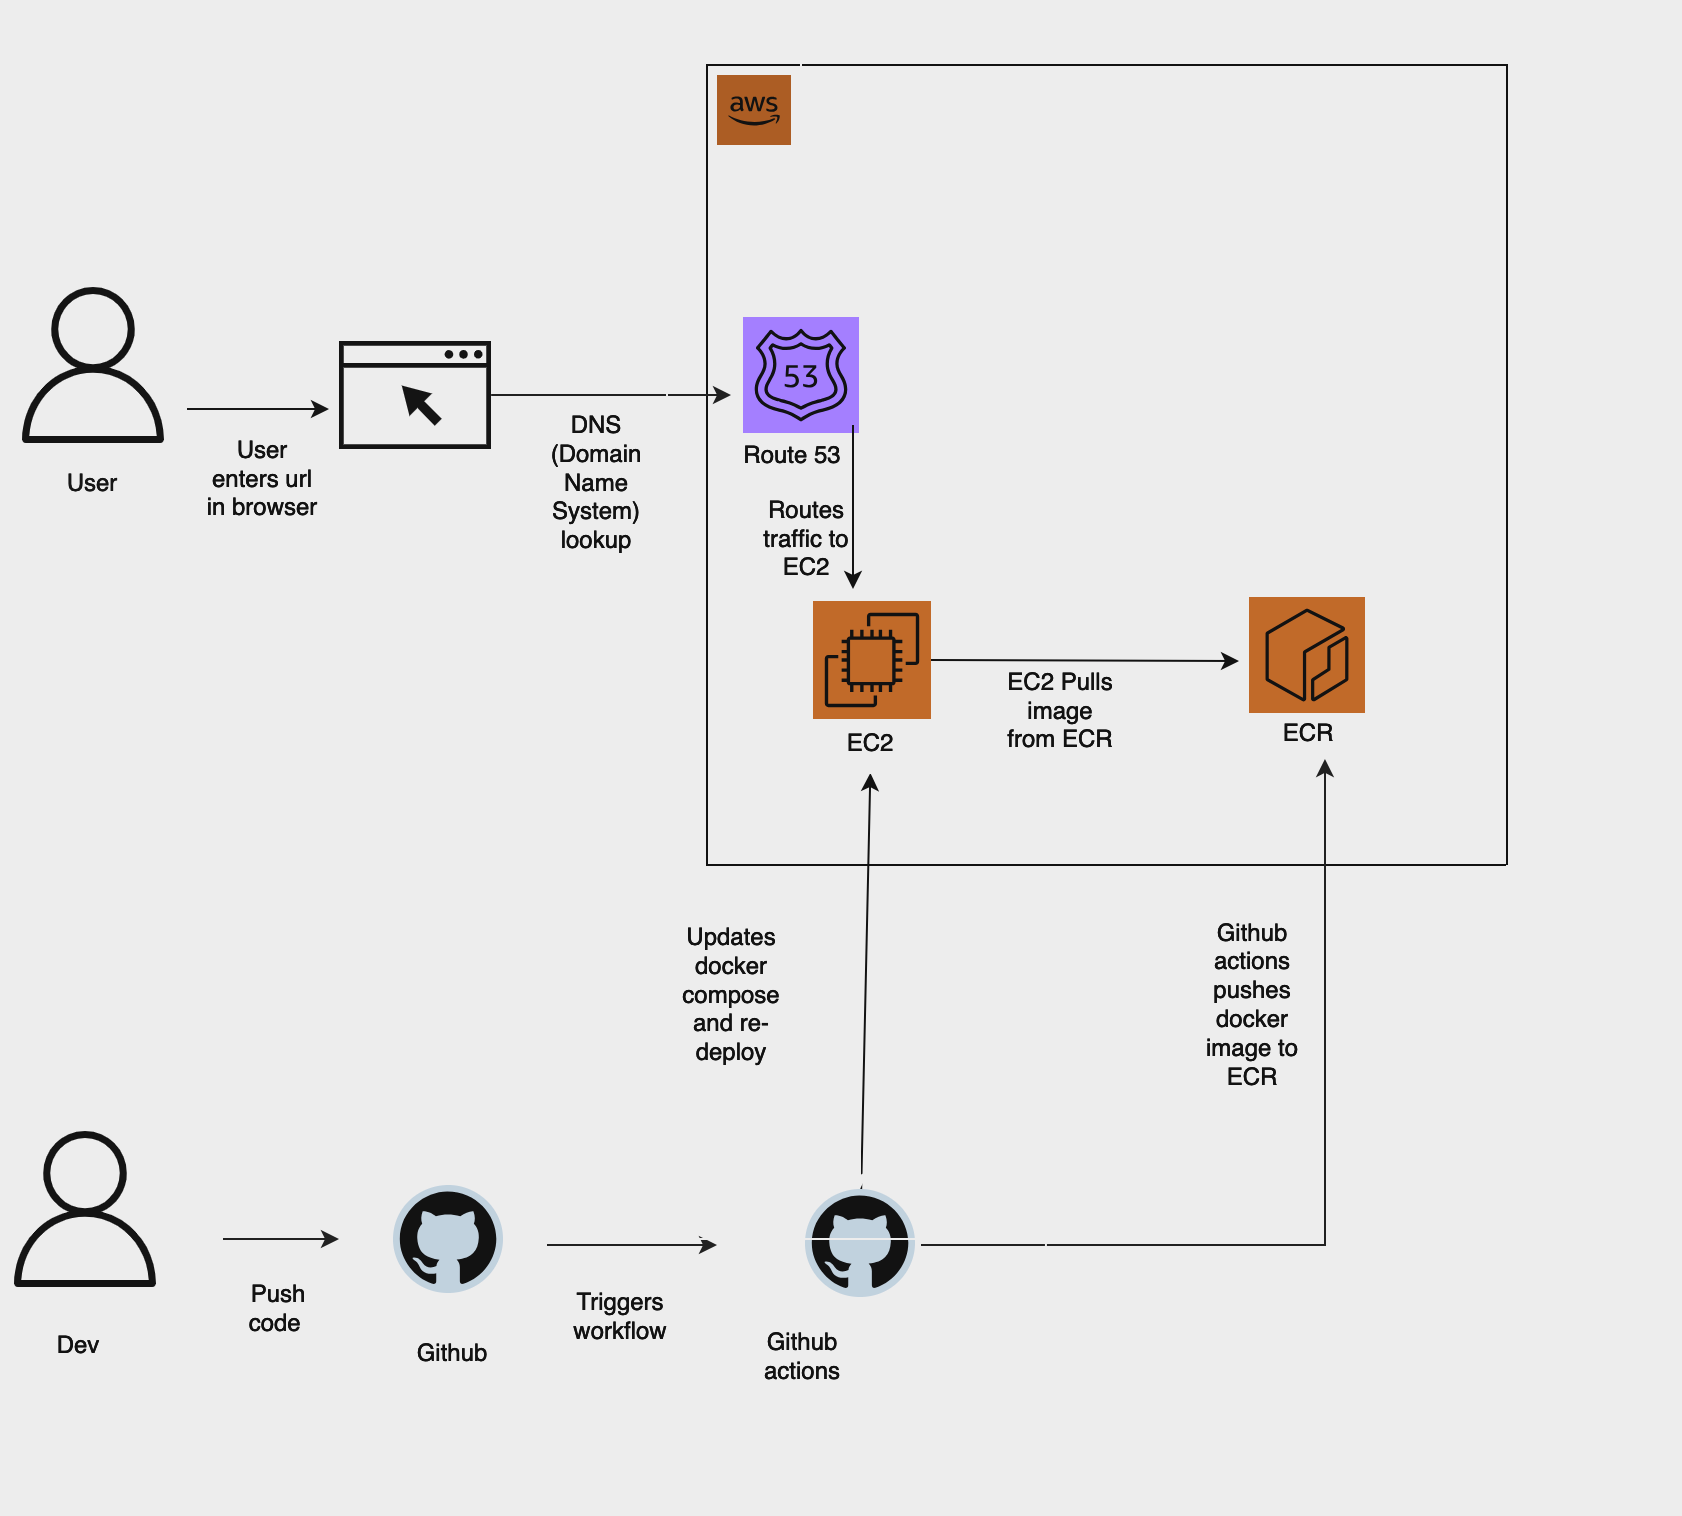 aws
53
Route 53
User
User
enters url
in browser
DNS
(Domain
Name
System)
lookup
Routes
traffic to
EC2
EC2
EC2 Pulls
image
from ECR
ECR
Updates
docker
compose
and re-
deploy
Github
actions
pushes
docker
image to
ECR
Dev
Push
code
Github
Triggers
workflow
Github
actions